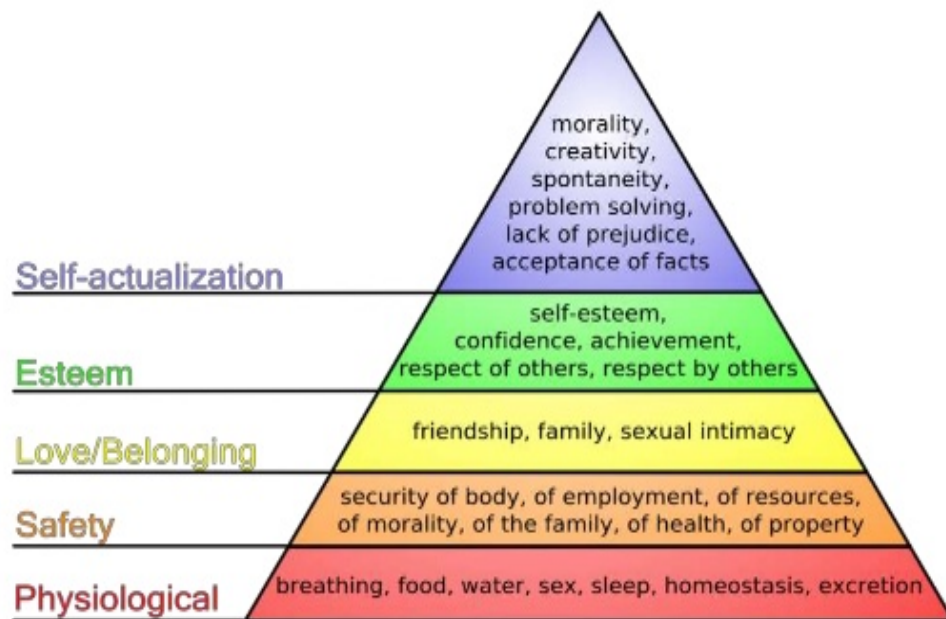 morality,
creativity,
spontaneity,
problem solving,
lack of prejudice,
acceptance of facts
Self-actualization
self-esteem,
confidence, achievement,
respect of others, respect by others
Esteem
friendship, family, sexual intimacy
Love/Belonging
security of body, of employment, of resources,
of morality, of the family, of health, of property
Safety
breathing, food, water, sex, sleep, homeostasis, excretion
Physiological